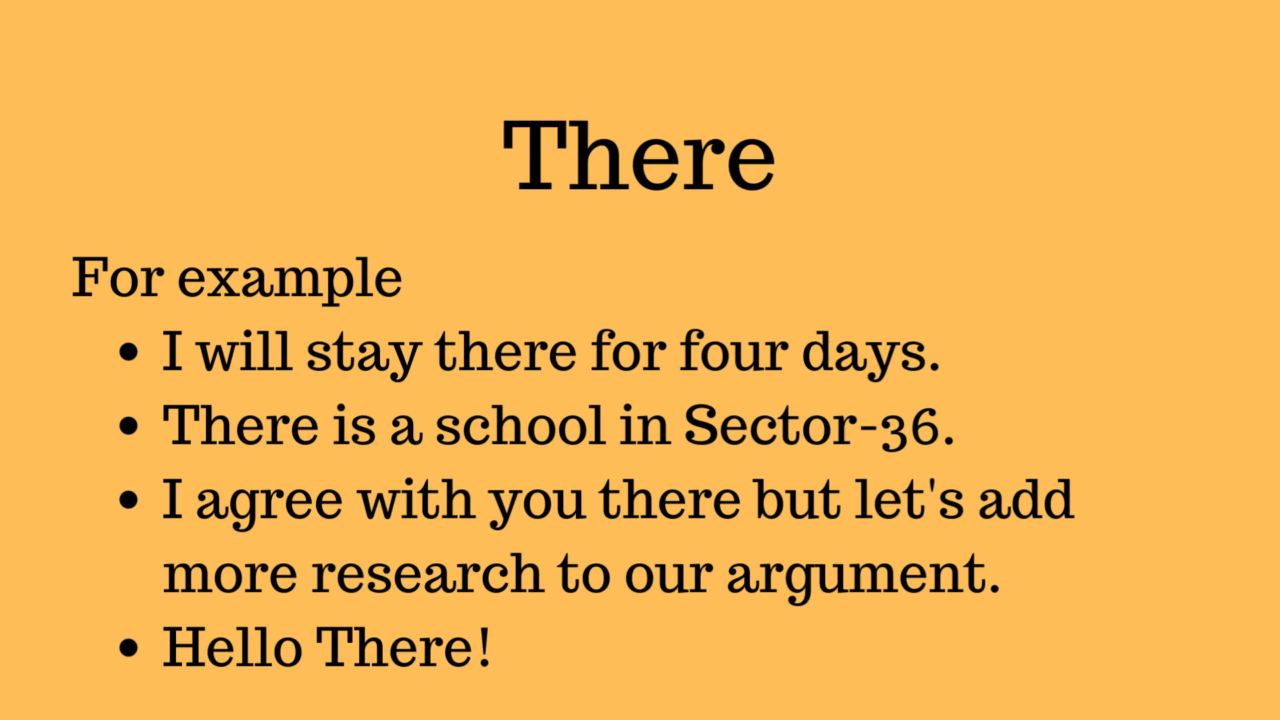 There
For example
• I will stay there for four days.
• There is a school in Sector-36.
• I agree with you there but let's add
more research to our argument.
• Hello There!